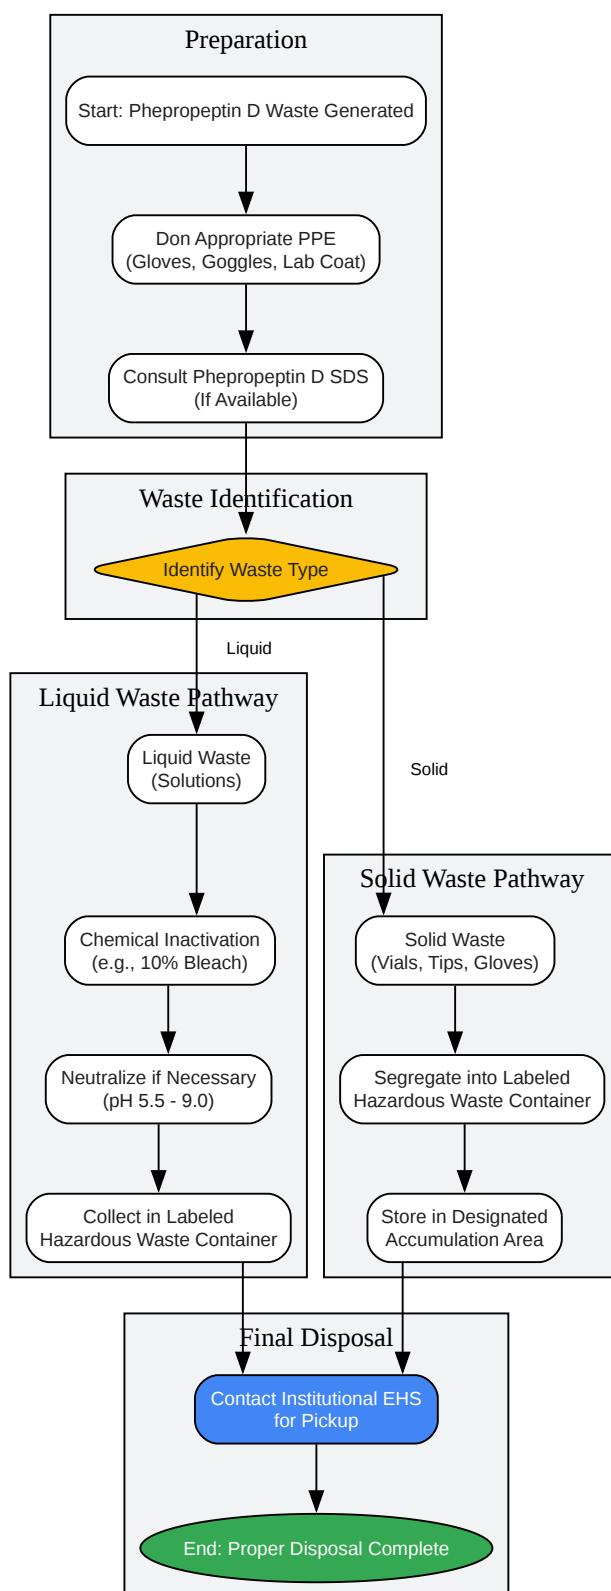 Preparation
Start: Phepropeptin D Waste Generated
Don Appropriate PPE
(Gloves, Goggles, Lab Coat)
Consult Phepropeptin D SDS
(If Available)
Waste Identification
Identify Waste Type
Liquid
Liquid Waste Pathway
Liquid Waste
(Solutions)
Chemical Inactivation
(e.g., 10% Bleach)
Neutralize if Necessary
(pH 5.5 - 9.0)
Collect in Labeled
Hazardous Waste Container
Solid
Solid Waste Pathway
Solid Waste
(Vials, Tips, Gloves)
Segregate into Labeled
Hazardous Waste Container
Store in Designated
Accumulation Area
Final Disposal
Contact Institutional EHS
for Pickup
End: Proper Disposal Complete